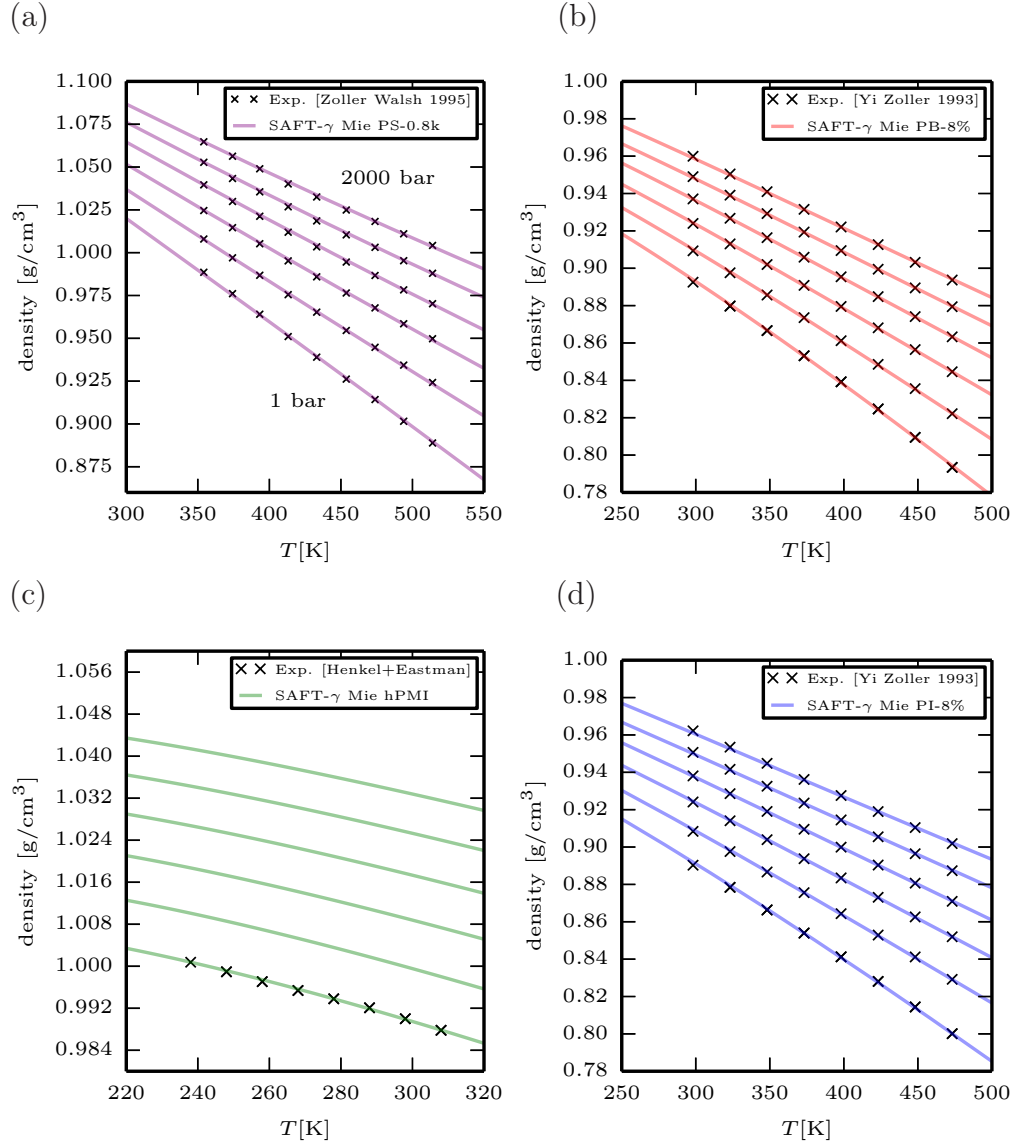 (a)
1.100
1.075
1.050
1.025
1.000
0.975
0.950
0.925
0.900
0.875
density [g/cm³]
Exp. [Zoller Walsh 1995]
SAFT-γ Mie PS-0.8k
2000 bar
1 bar
300 350 400 450 500 550
T[K]
(b)
1.00
0.98
0.96
0.94
0.92
0.90
0.88
0.86
0.84
0.82
0.80
0.78
density [g/cm³]
Exp. [Yi Zoller 1993]
SAFT-γ Mie PB-8%
250 300 350 400 450 500
T[K]
(c)
1.056
1.048
1.040
1.032
1.024
1.016
1.008
1.000
0.992
0.984
density [g/cm³]
Exp. [Henkel+Eastman]
SAFT-γ Mie hPMI
220 240 260 280 300 320
T[K]
(d)
1.00
0.98
0.96
0.94
0.92
0.90
0.88
0.86
0.84
0.82
0.80
0.78
density [g/cm³]
Exp. [Yi Zoller 1993]
SAFT-γ Mie PI-8%
250 300 350 400 450 500
T[K]